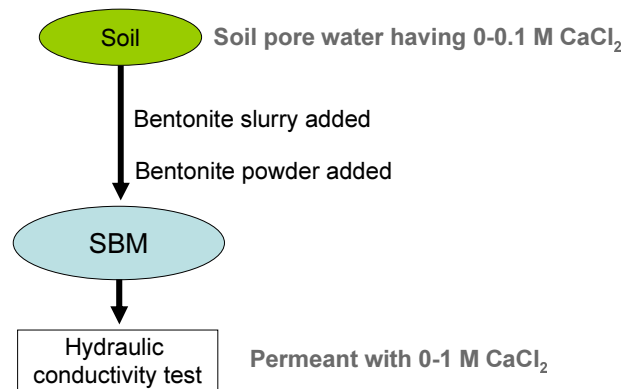 Soil
Soil pore water having 0-0.1 M CaCl₂
Bentonite slurry added
Bentonite powder added
SBM
Hydraulic
conductivity test
Permeant with 0-1 M CaCl₂